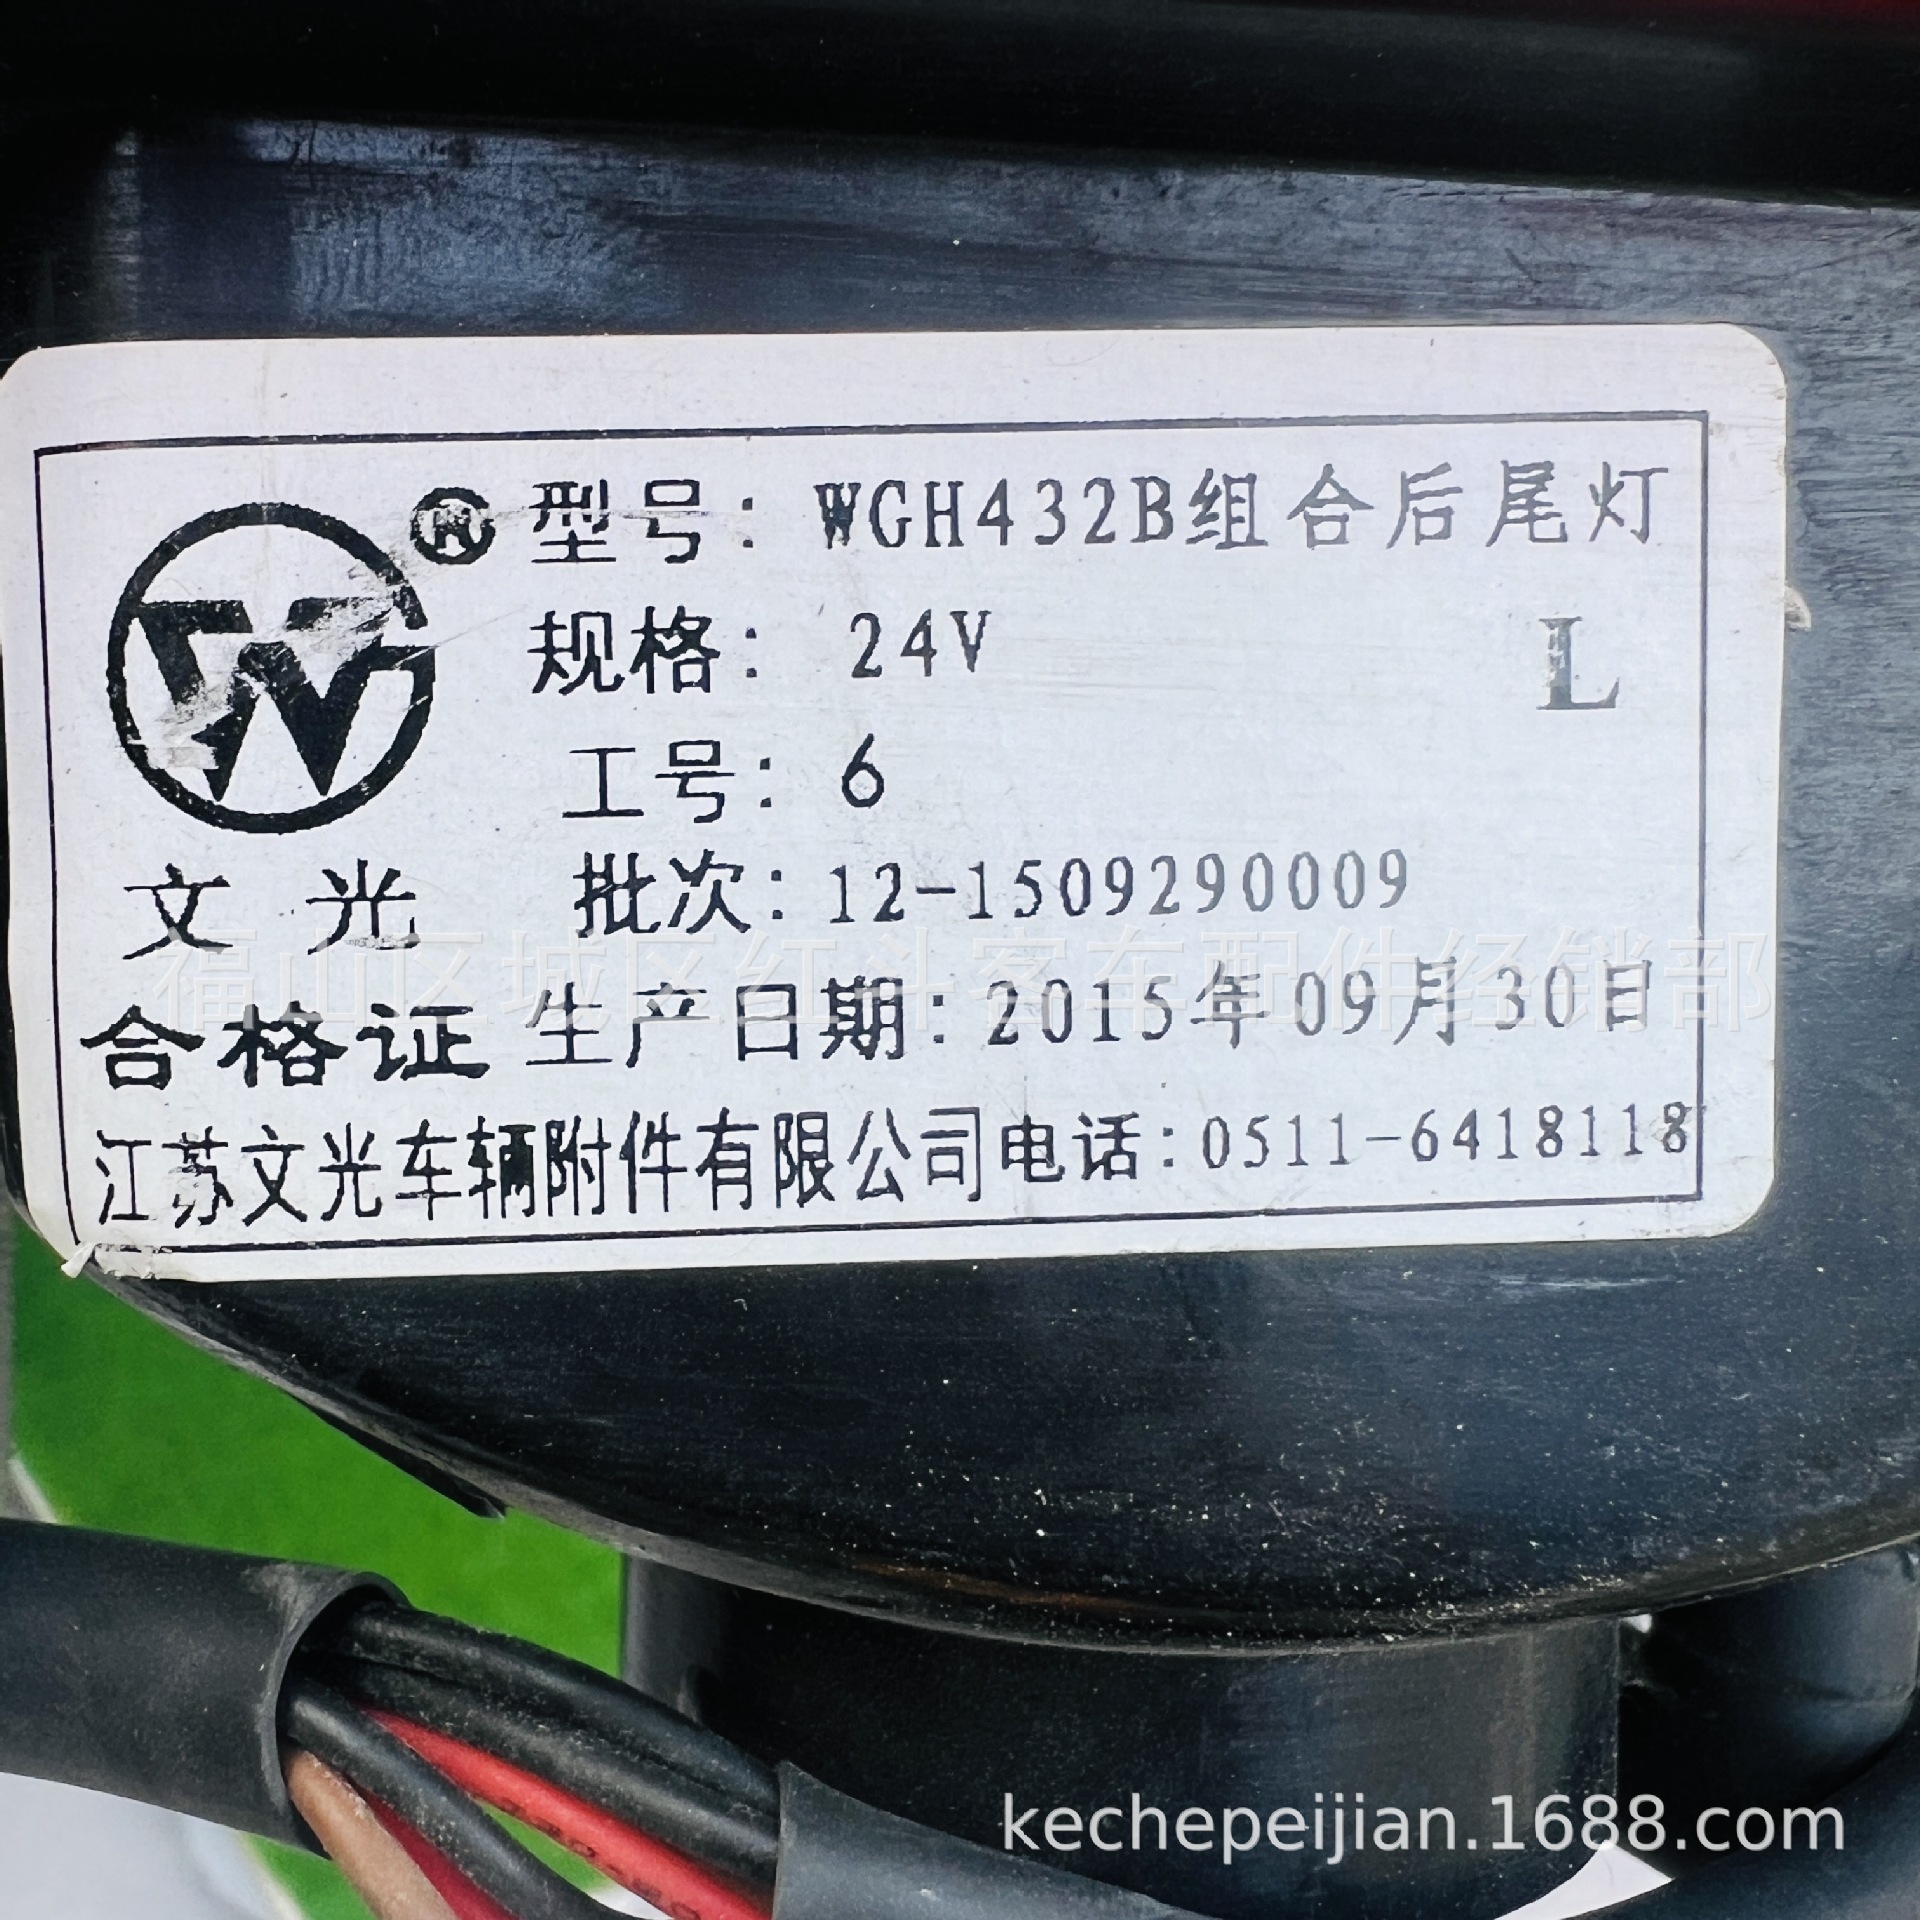 ® 型号: WGH432B组合后尾灯
规格: 24V
L
工号: 6
文光
批次: 12-1509290009
福山区城区红斗客车配件经销部
合格证
生产日期: 2015年09月30日
江苏文光车辆附件有限公司 电话: 0511-6418118
kechepeijian.1688.com